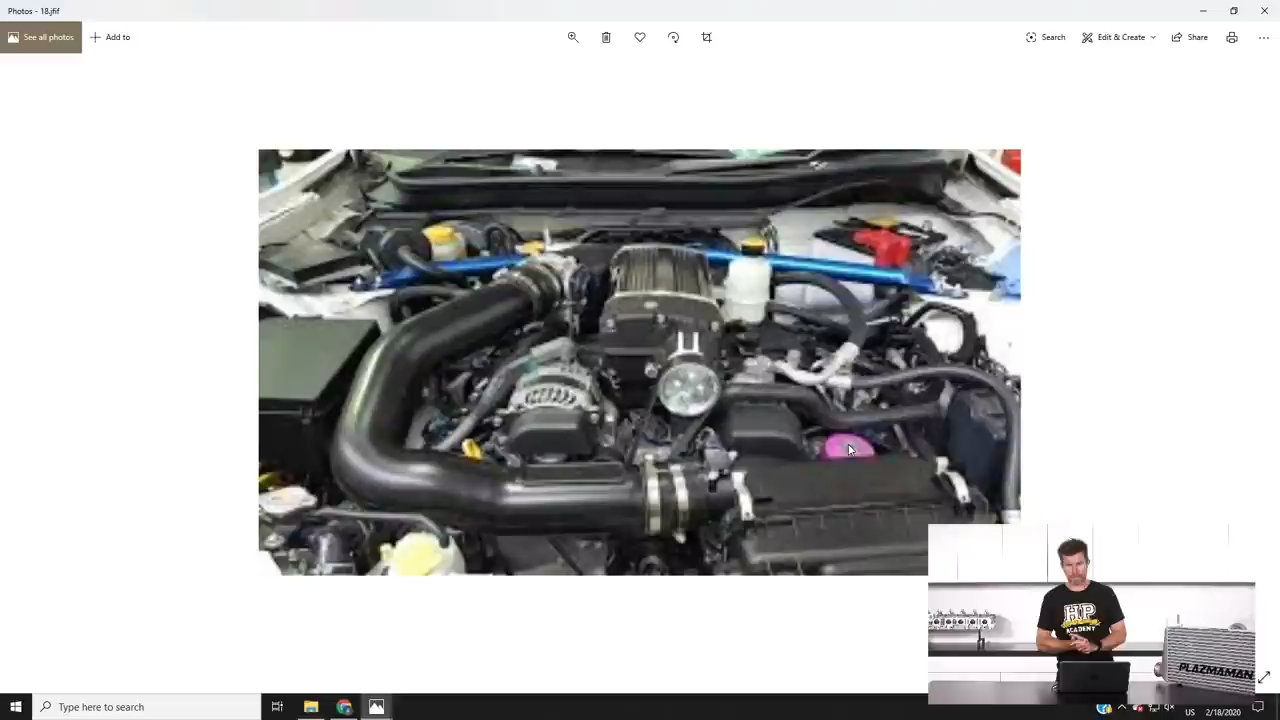 Photos - 18.jfif
See all photos
Add to
Search
Edit & Create
Share
HP
ACADEMY
PLAZMAMAN
Type here to search
US
2/18/2020